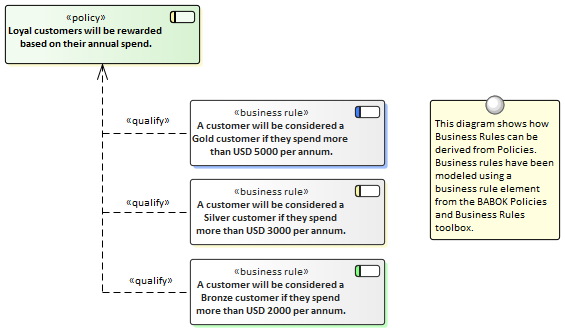 «policy»
Loyal customers will be rewarded
based on their annual spend.
«qualify»
«business rule»
A customer will be considered a
Gold customer if they spend more
than USD 5000 per annum.
«qualify»
«business rule»
A customer will be considered a
Silver customer if they spend
more than USD 3000 per annum.
«qualify»
«business rule»
A customer will be considered a
Bronze customer if they spend
more than USD 2000 per annum.
This diagram shows how
Business Rules can be
derived from Policies.
Business rules have been
modeled using a
business rule element
from the BABOK Policies
and Business Rules
toolbox.